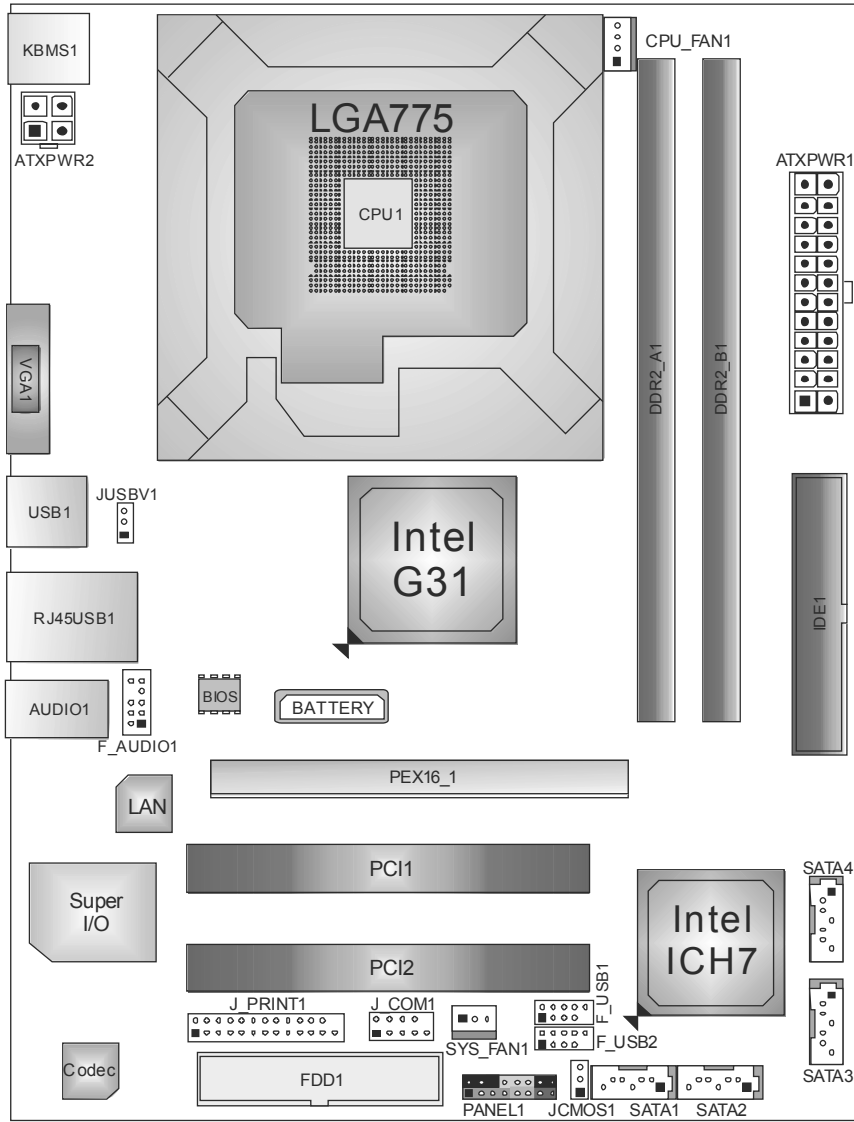 KBMS1
CPU_FAN1
LGA775
ATXPWR2
ATXPWR1
CPU1
VGA1
DDR2_A1
DDR2_B1
JUSBV1
USB1
Intel
G31
RJ45USB1
IDE1
BIOS
BATTERY
AUDIO1
F_AUDIO1
PEX16_1
LAN
PCI1
SATA4
Super
I/O
Intel
ICH7
PCI2
F_USB1
J_PRINT1
J_COM1
SYS_FAN1
F_USB2
Codec
FDD1
SATA3
PANEL1
JCMOS1
SATA1
SATA2